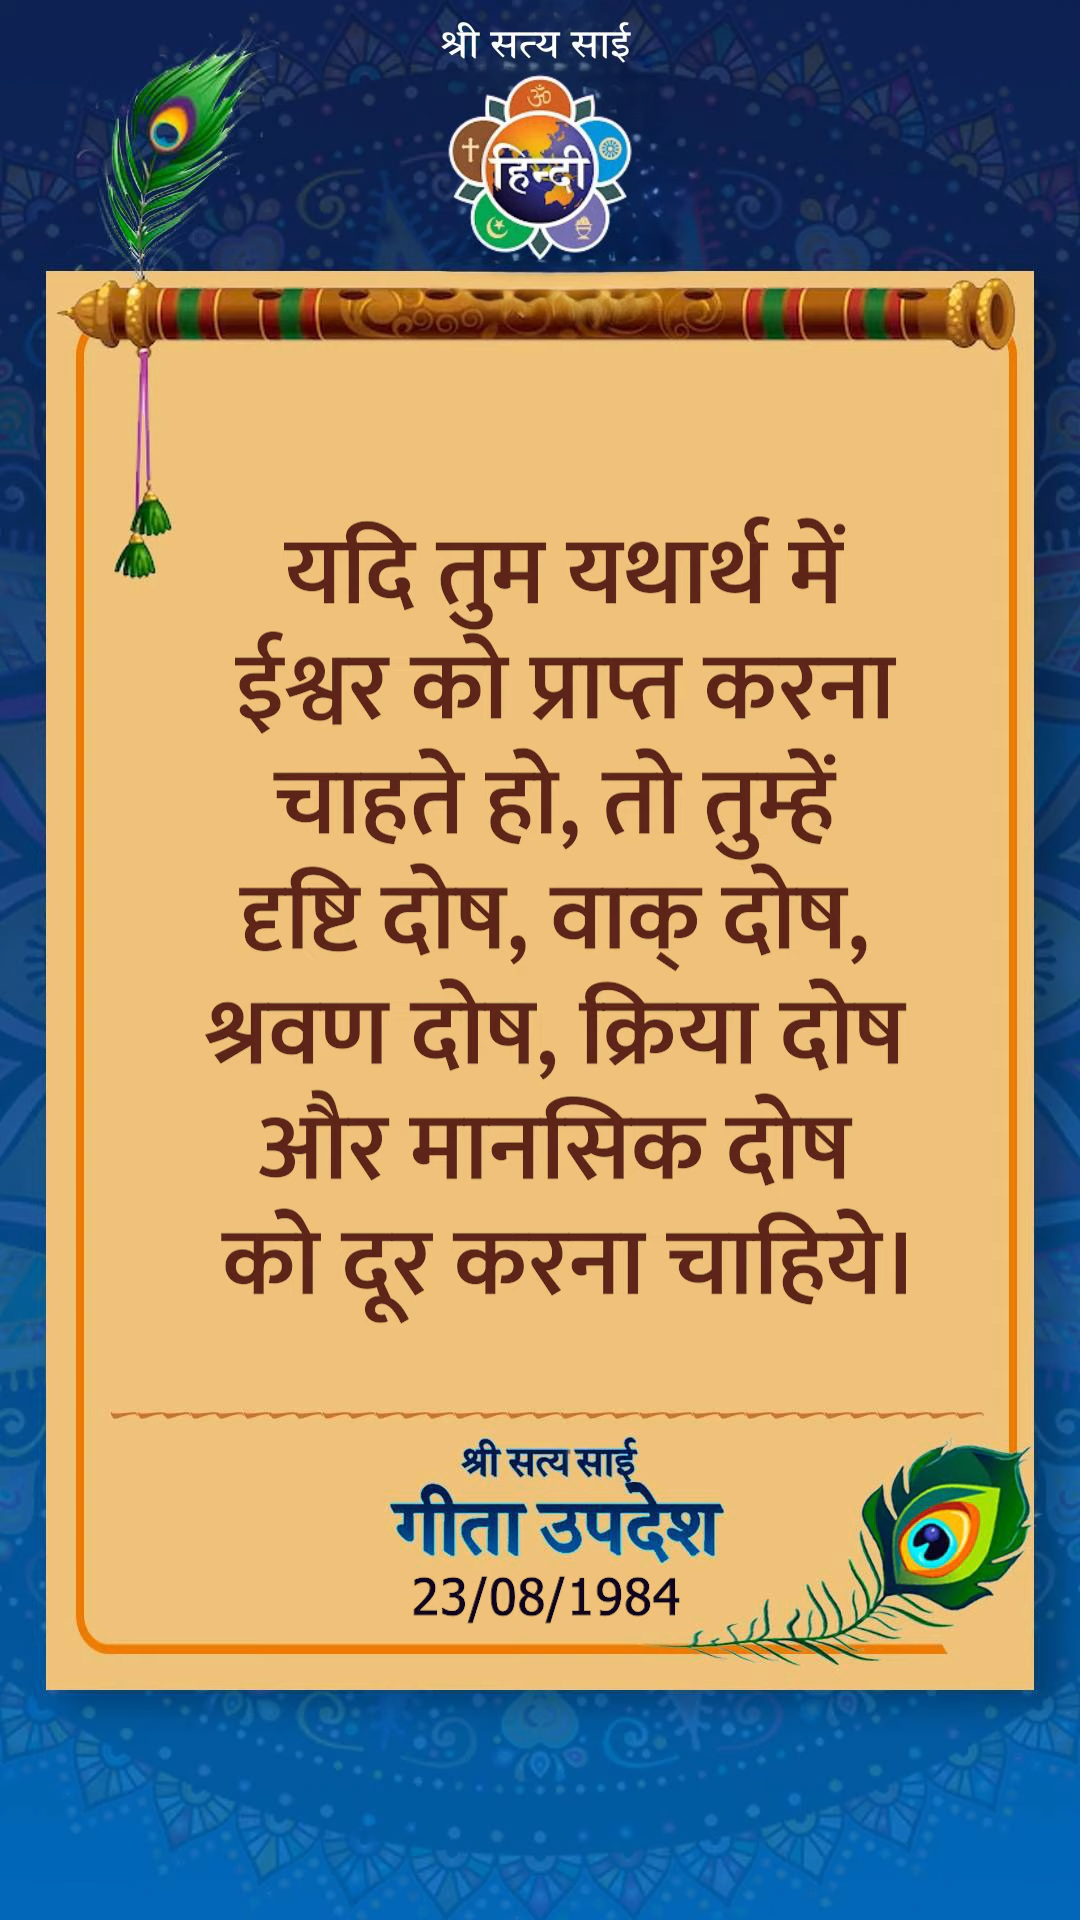 श्री सत्य साई
हिन्दी
यदि तुम यथार्थ में
ईश्वर को प्राप्त करना
चाहते हो, तो तुम्हें
दृष्टि दोष, वाक् दोष,
श्रवण दोष, क्रिया दोष
और मानसिक दोष
को दूर करना चाहिये।
श्री सत्य साई
गीता उपदेश
23/08/1984